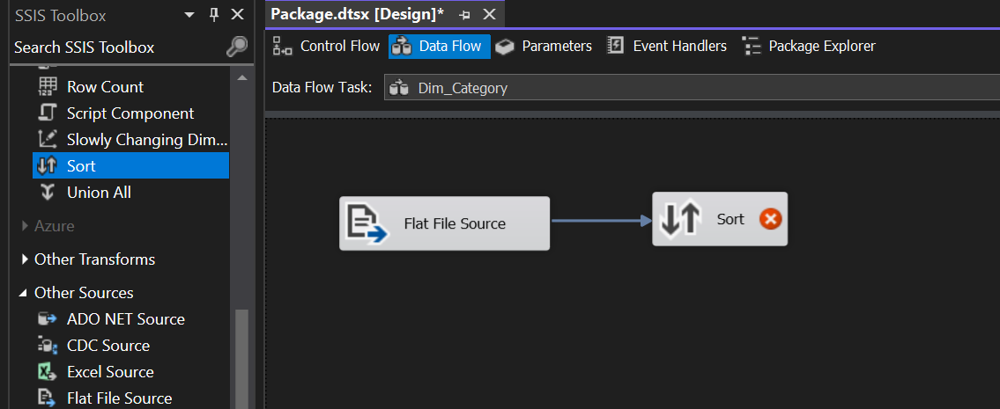 SSIS Toolbox
Search SSIS Toolbox
Row Count
Script Component
Slowly Changing Dim...
Sort
Union All
Azure
Other Transforms
Other Sources
ADO NET Source
CDC Source
Excel Source
Flat File Source
Package.dtsx [Design]*
Control Flow Data Flow Parameters Event Handlers Package Explorer
Data Flow Task: Dim_Category
Flat File Source
Sort